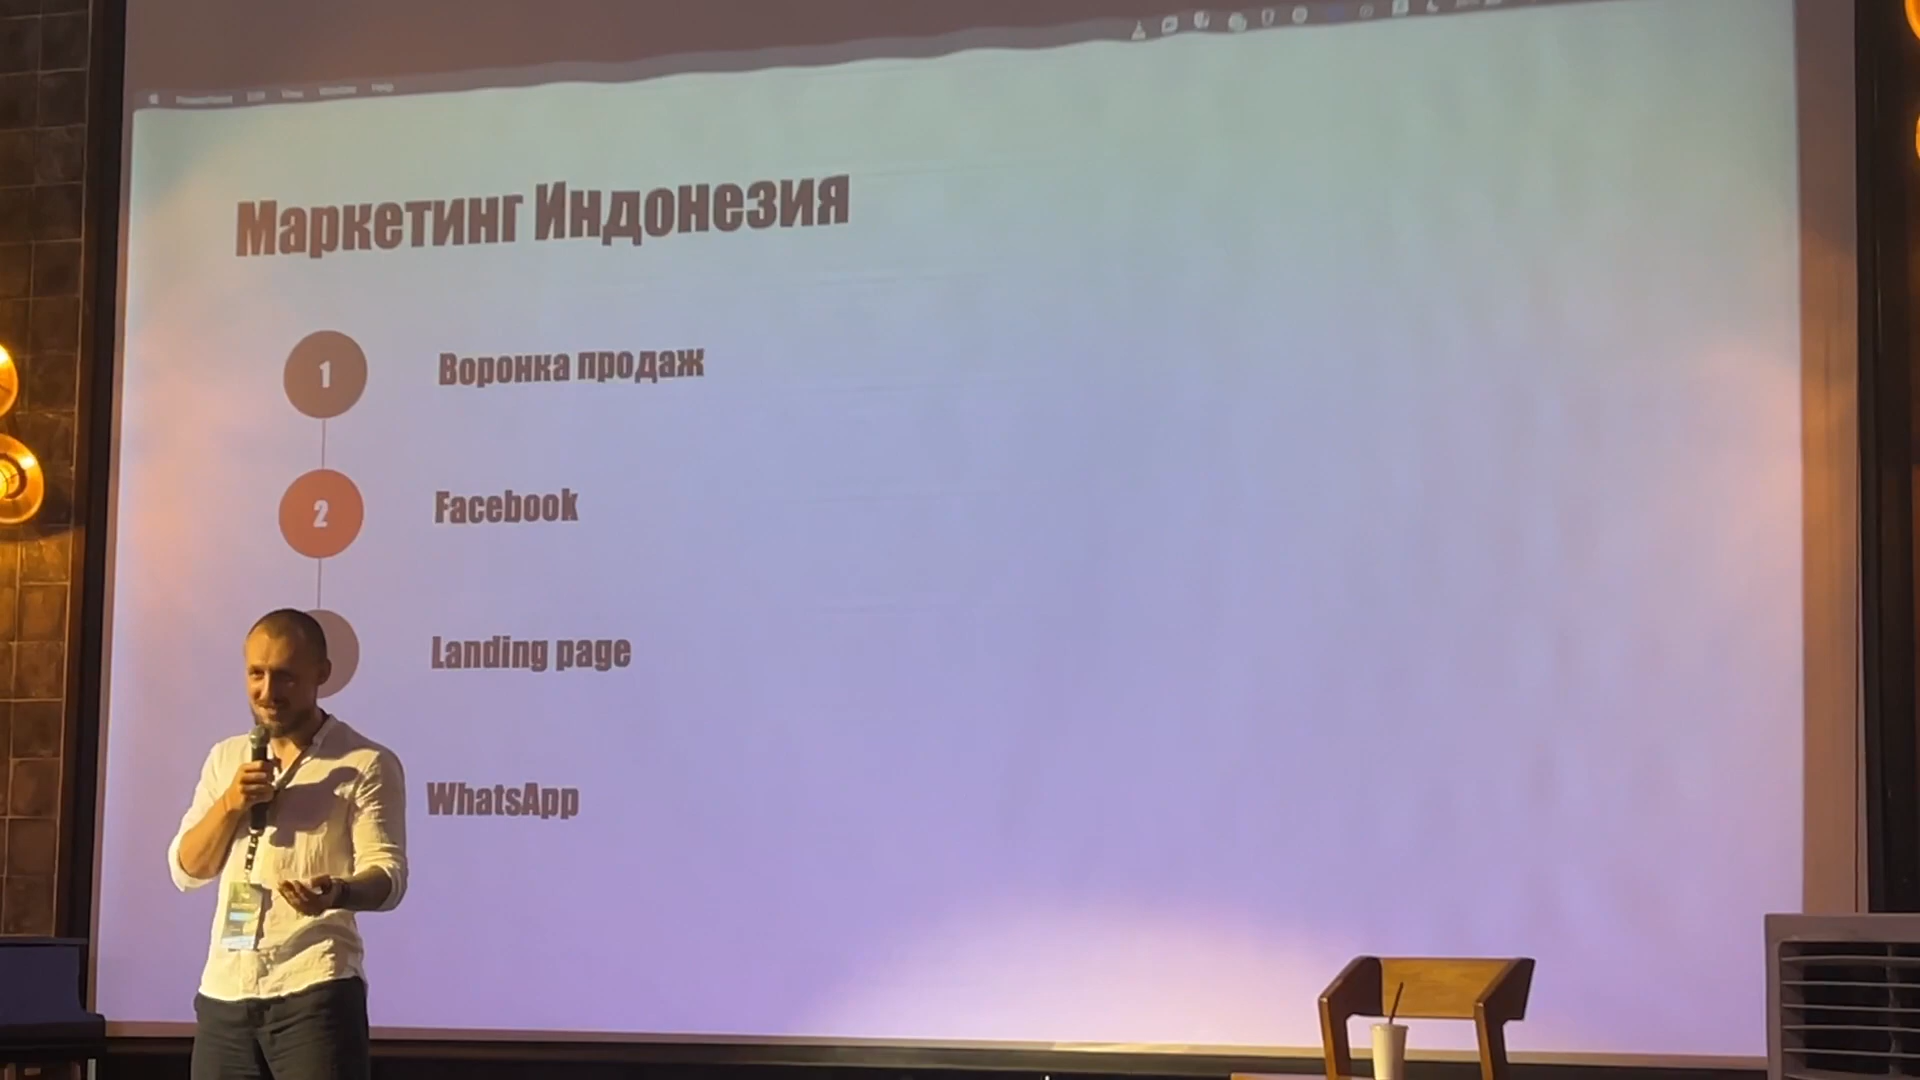 Маркетинг Индонезия
1
Воронка продаж
2
Facebook
Landing page
WhatsApp